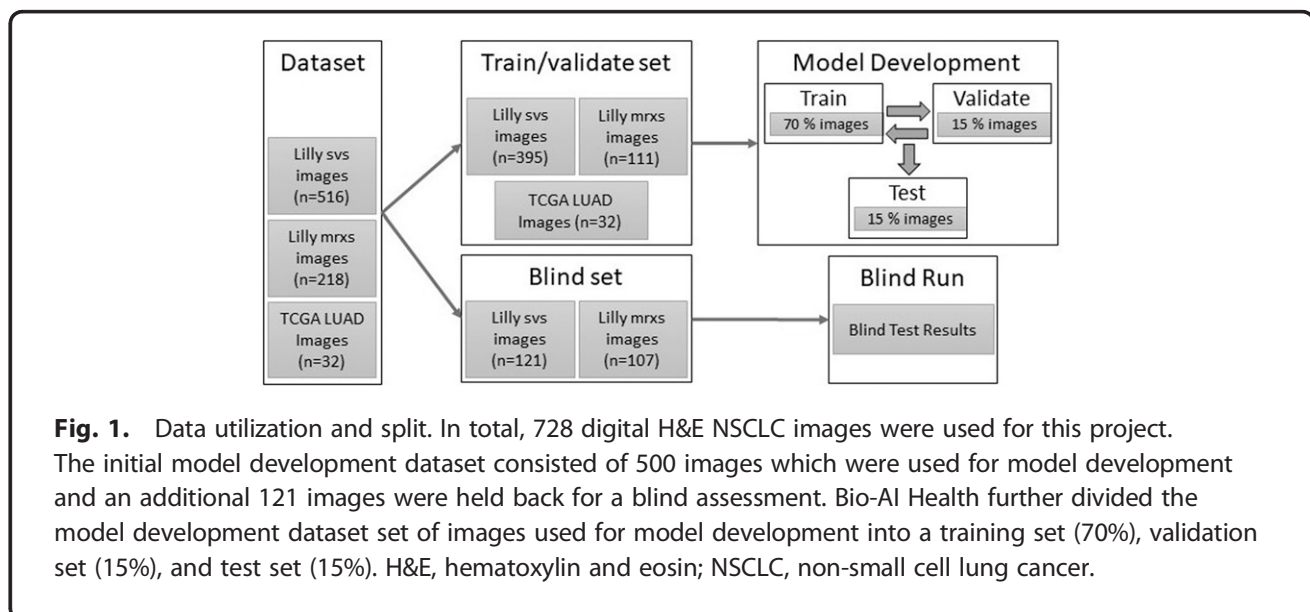 Dataset
Lilly svs
images
(n=516)
Lilly mrxs
images
(n=218)
TCGA LUAD
Images
(n=32)
Train/validate set
Lilly svs
images
(n=395)
Lilly mrxs
images
(n=111)
TCGA LUAD
Images (n=32)
Blind set
Lilly svs
images
(n=121)
Lilly mrxs
images
(n=107)
Model Development
Train
70 % images
Validate
15 % images
Test
15 % images
Blind Run
Blind Test Results
Fig. 1. Data utilization and split. In total, 728 digital H&E NSCLC images were used for this project.
The initial model development dataset consisted of 500 images which were used for model development
and an additional 121 images were held back for a blind assessment. Bio-AI Health further divided the
model development dataset set of images used for model development into a training set (70%), validation
set (15%), and test set (15%). H&E, hematoxylin and eosin; NSCLC, non-small cell lung cancer.